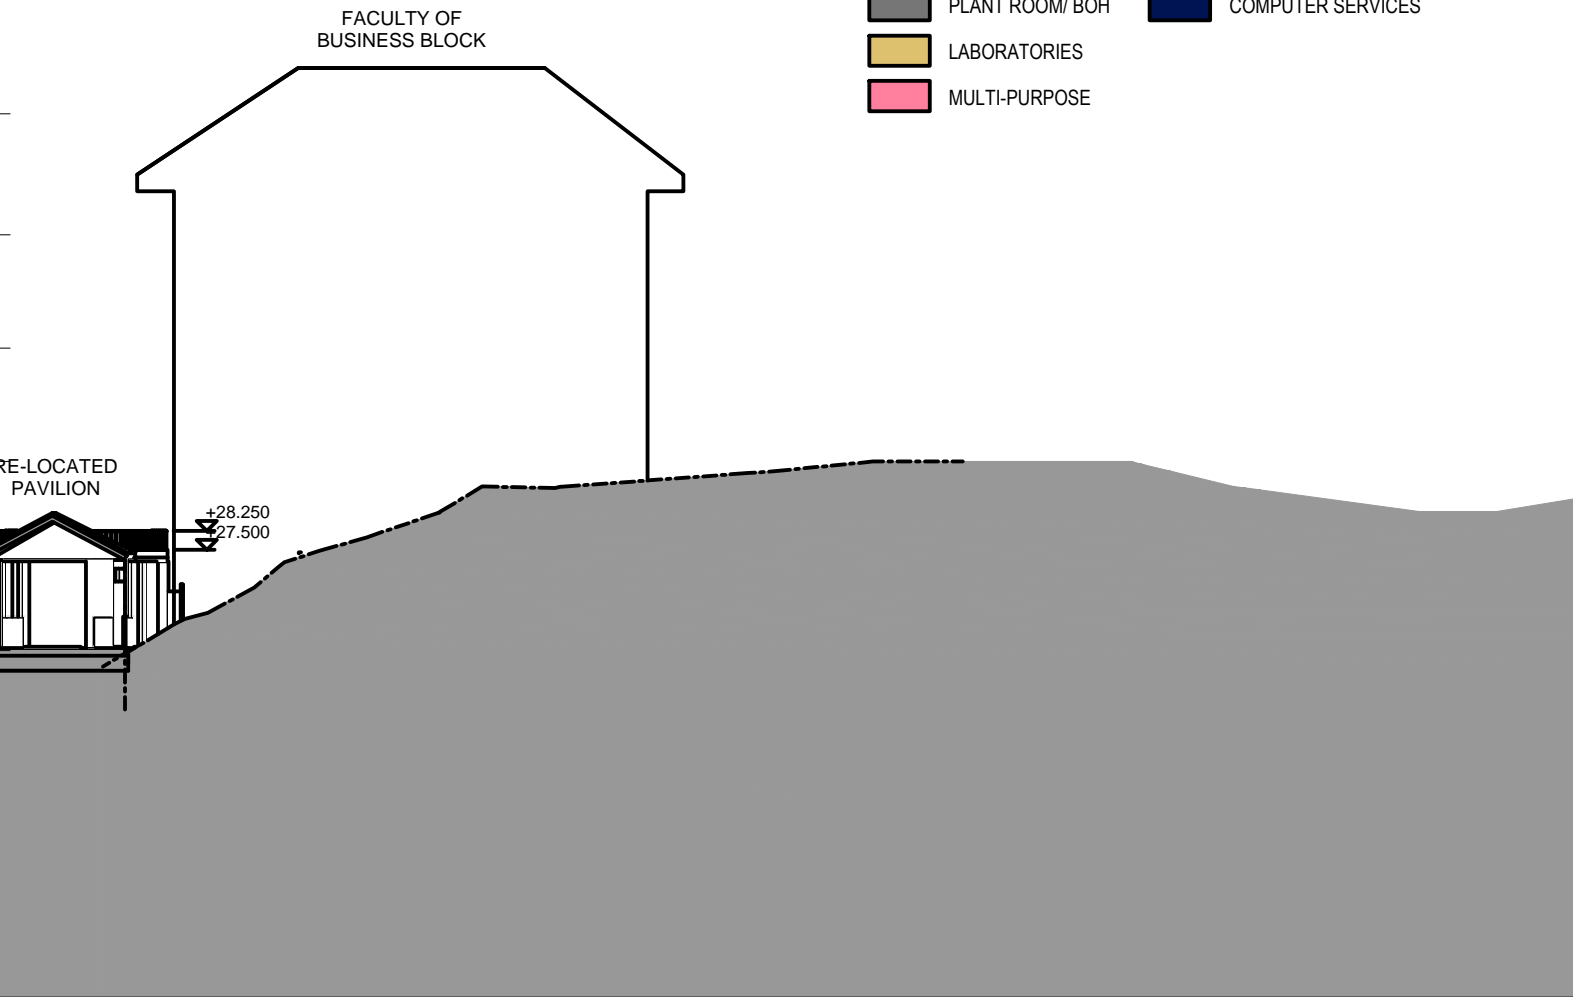 FACULTY OF
BUSINESS BLOCK
PLANT ROOM/ BOH
COMPUTER SERVICES
LABORATORIES
MULTI-PURPOSE
RE-LOCATED
PAVILION
+28.250
+27.500